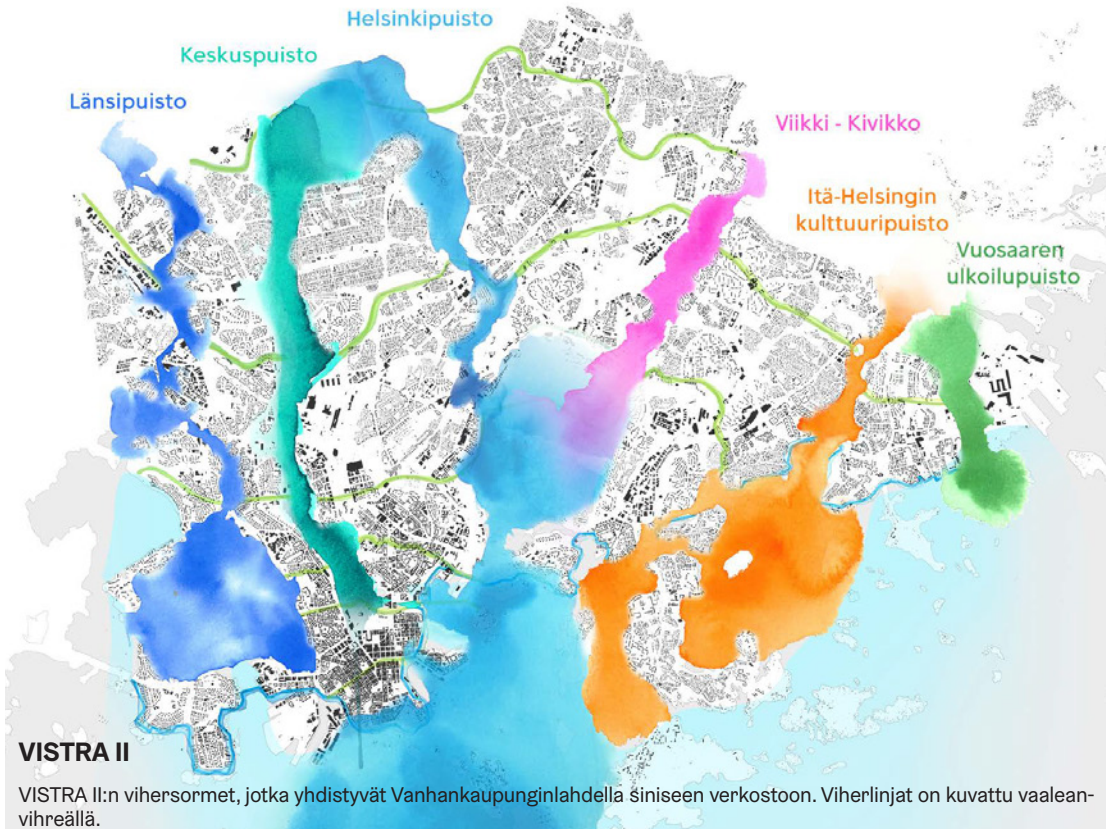 Helsinkipuisto
Keskuspuisto
Länsipuisto
Viikki - Kivikko
Itä-Helsingin
kulttuuripuisto
Vuosaaren
ulkoilupuisto
VISTRA II
VISTRA II:n vihersormet, jotka yhdistyvät Vanhankaupunginlahdella siniseen verkostoon. Viherlinjat on kuvattu vaalean-
vihreällä.